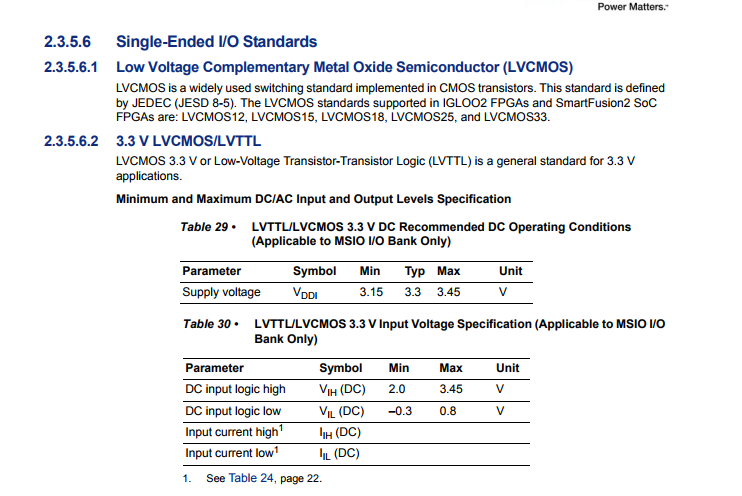 Power Matters.™
2.3.5.6 Single-Ended I/O Standards
2.3.5.6.1 Low Voltage Complementary Metal Oxide Semiconductor (LVCMOS)
LVCMOS is a widely used switching standard implemented in CMOS transistors. This standard is defined
by JEDEC (JESD 8-5). The LVCMOS standards supported in IGLOO2 FPGAs and SmartFusion2 SoC
FPGAs are: LVCMOS12, LVCMOS15, LVCMOS18, LVCMOS25, and LVCMOS33.
2.3.5.6.2 3.3 V LVCMOS/LVTTL
LVCMOS 3.3 V or Low-Voltage Transistor-Transistor Logic (LVTTL) is a general standard for 3.3 V
applications.
Minimum and Maximum DC/AC Input and Output Levels Specification
Table 29 • LVTTL/LVCMOS 3.3 V DC Recommended DC Operating Conditions
(Applicable to MSIO I/O Bank Only)
Parameter Symbol Min Typ Max Unit
Supply voltage VDDI 3.15 3.3 3.45 V
Table 30 • LVTTL/LVCMOS 3.3 V Input Voltage Specification (Applicable to MSIO I/O
Bank Only)
Parameter Symbol Min Max Unit
DC input logic high VIH (DC) 2.0 3.45 V
DC input logic low VIL (DC) –0.3 0.8 V
Input current high1 IIH (DC)
Input current low1 IIL (DC)
1. See Table 24, page 22.